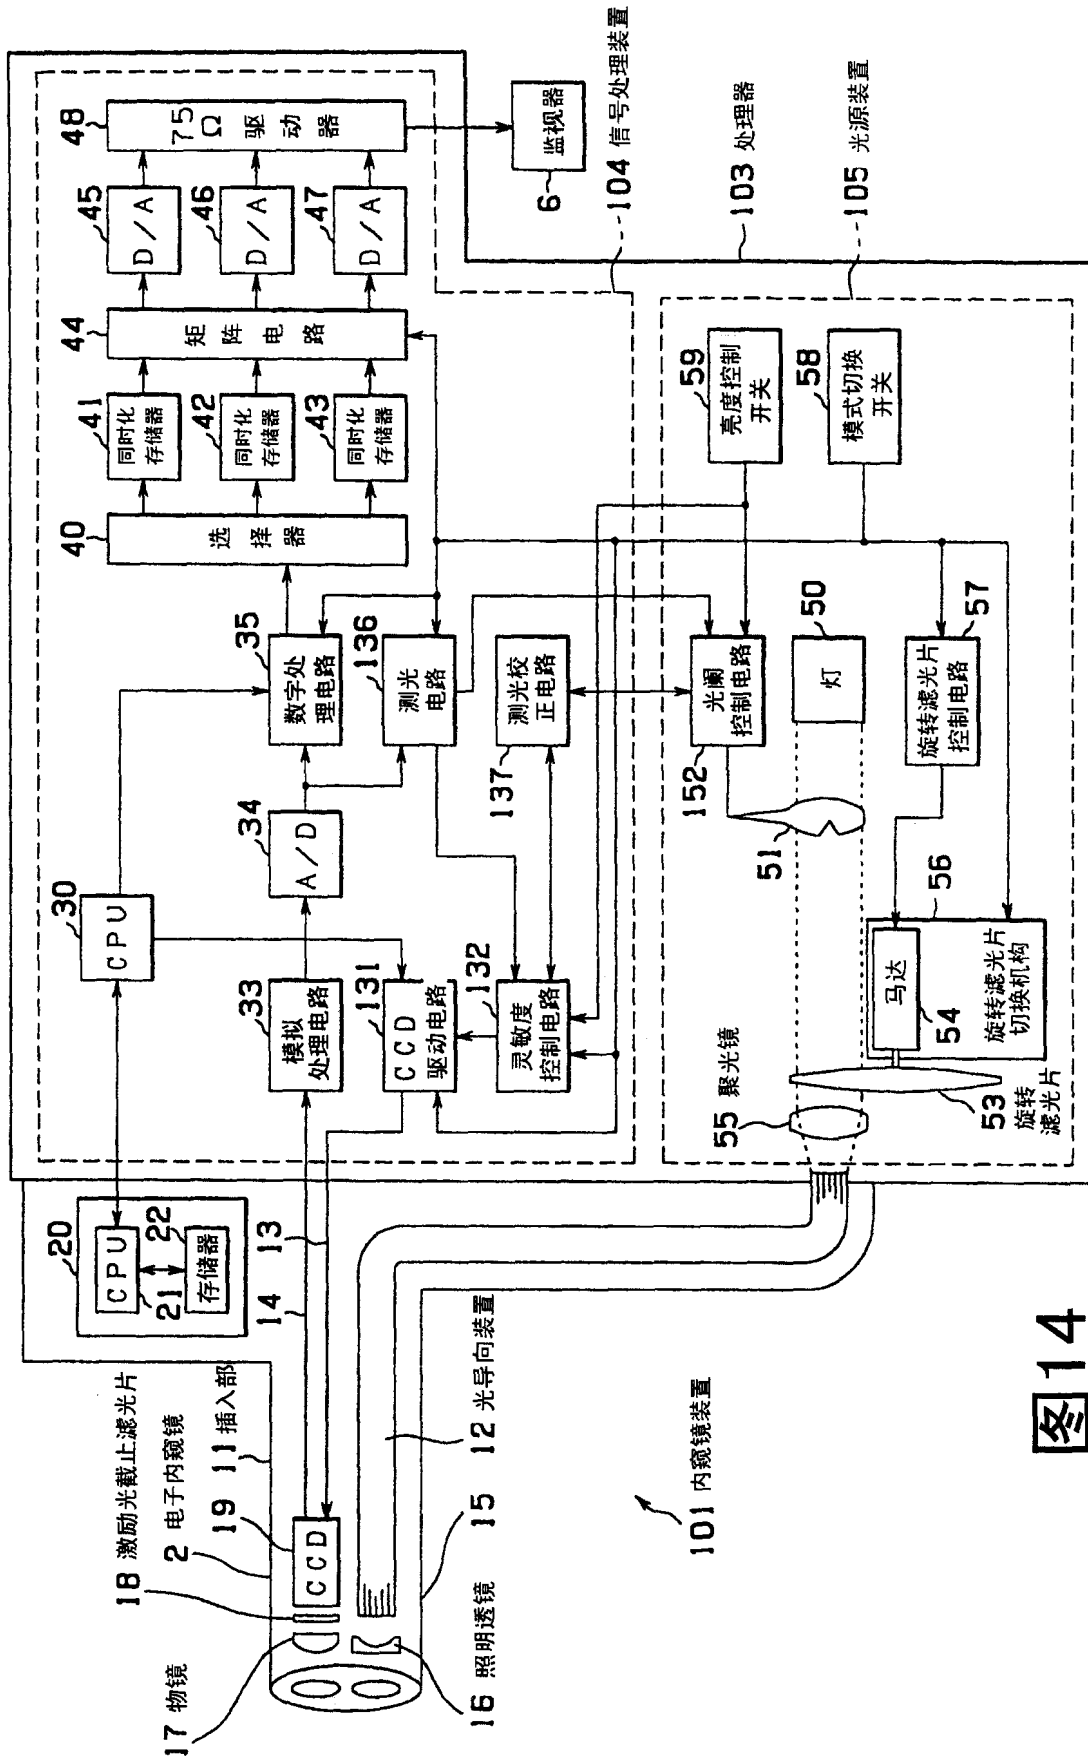 48
75
Ω
驱动器
45
D/A
46
D/A
47
D/A
44
矩阵电路
41
同时化
存储器
42
同时化
存储器
43
同时化
存储器
40
选择器
6
监视器
104 信号处理装置
103 处理器
105 光源装置
30
CPU
35
数字处
理电路
136
测光
电路
137
测光校
正电路
34
A/D
33
模拟
处理电路
131
CCD
驱动电路
132
灵敏度
控制电路
59
亮度控制
开关
58
模式切换
开关
152
光阑
控制电路
50
灯
57
旋转滤光片
控制电路
51
56
马达
54
旋转滤光片
切换机构
55 聚光镜
53 旋转
滤光片
20
CPU
21
22
存储器
14
13
18 激励光截止滤光片
2 电子内窥镜
11 插入部
19
CCD
17 物镜
12 光导向装置
15
16 照明透镜
101 内窥镜装置
图14